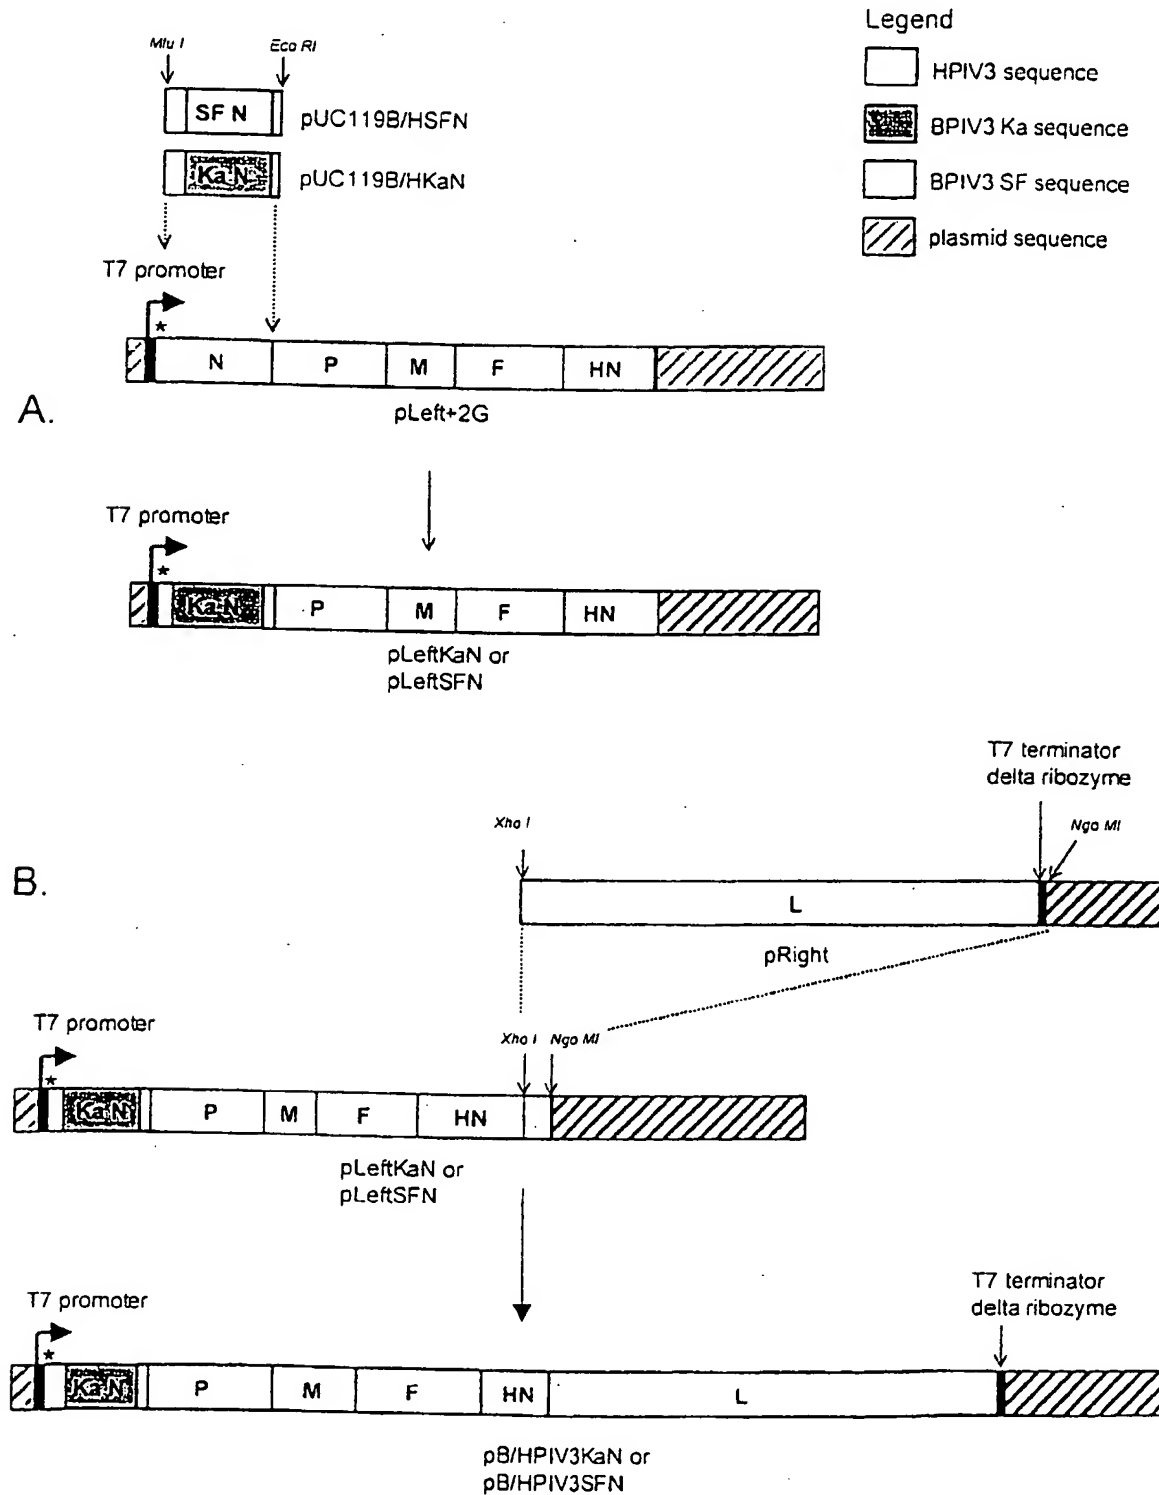 Legend
HPIV3 sequence
BPIV3 Ka sequence
BPIV3 SF sequence
plasmid sequence
Mlu I
Eco RI
SF N
pUC119B/HSFN
Ka N
pUC119B/HKaN
T7 promoter
*
N
P
M
F
HN
A.
pLeft+2G
T7 promoter
*
Ka N
P
M
F
HN
pLeftKaN or
pLeftSFN
T7 terminator
delta ribozyme
Xho I
Ngo MI
B.
L
pRight
T7 promoter
Xho I
Ngo MI
*
Ka N
P
M
F
HN
pLeftKaN or
pLeftSFN
T7 terminator
delta ribozyme
T7 promoter
*
Ka N
P
M
F
HN
L
pB/HPIV3KaN or
pB/HPIV3SFN